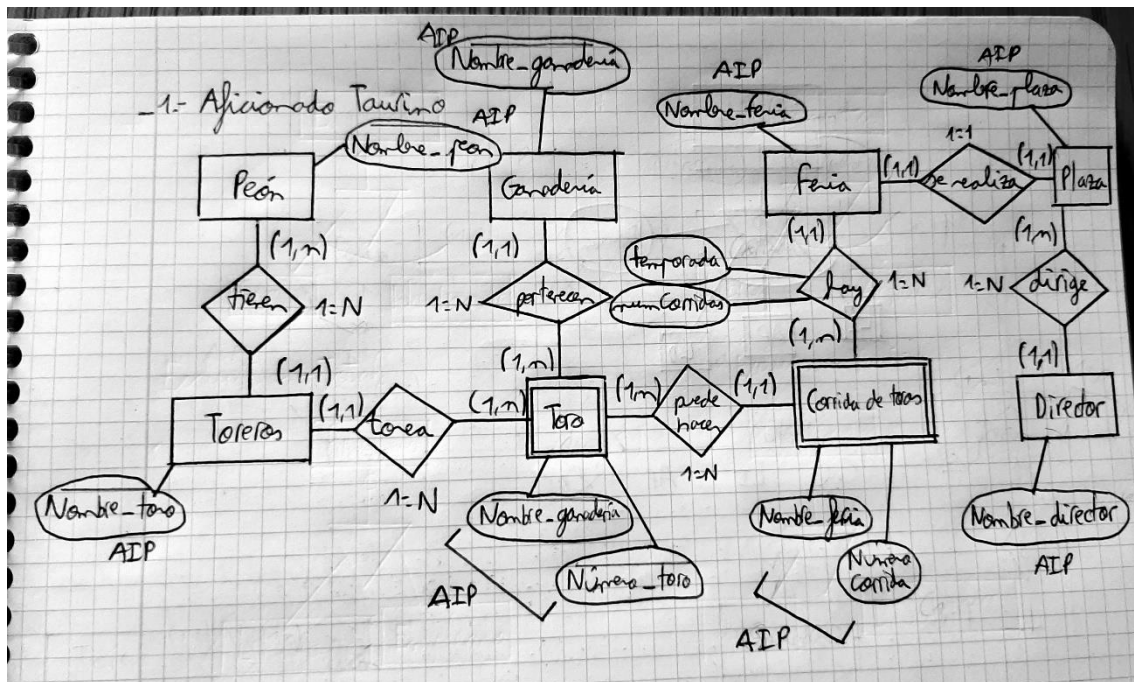 AIP
Nombre_ganadería
AIP
Nombre_feria
AIP
Nombre_plaza
_1.- Aficionado Taurino
AIP
Nombre_peon
1=1
Peón
Ganadería
Feria
(1,1)
se realiza
(1,1)
Plaza
(1,n)
(1,1)
(1,1)
(1,n)
tienen
1=N
1=N
pertenecen
temporada
numCorridas
hay
1=N
1=N
dirige
(1,1)
(1,n)
(1,n)
(1,1)
Toreros
(1,1)
torea
(1,n)
Toro
(1,n)
puede
hacer
(1,1)
Corrida de toros
Director
1=N
1=N
Nombre_toro
AIP
Nombre_ganadería
Número_toro
AIP
Nombre_feria
Número
corrida
AIP
Nombre_director
AIP